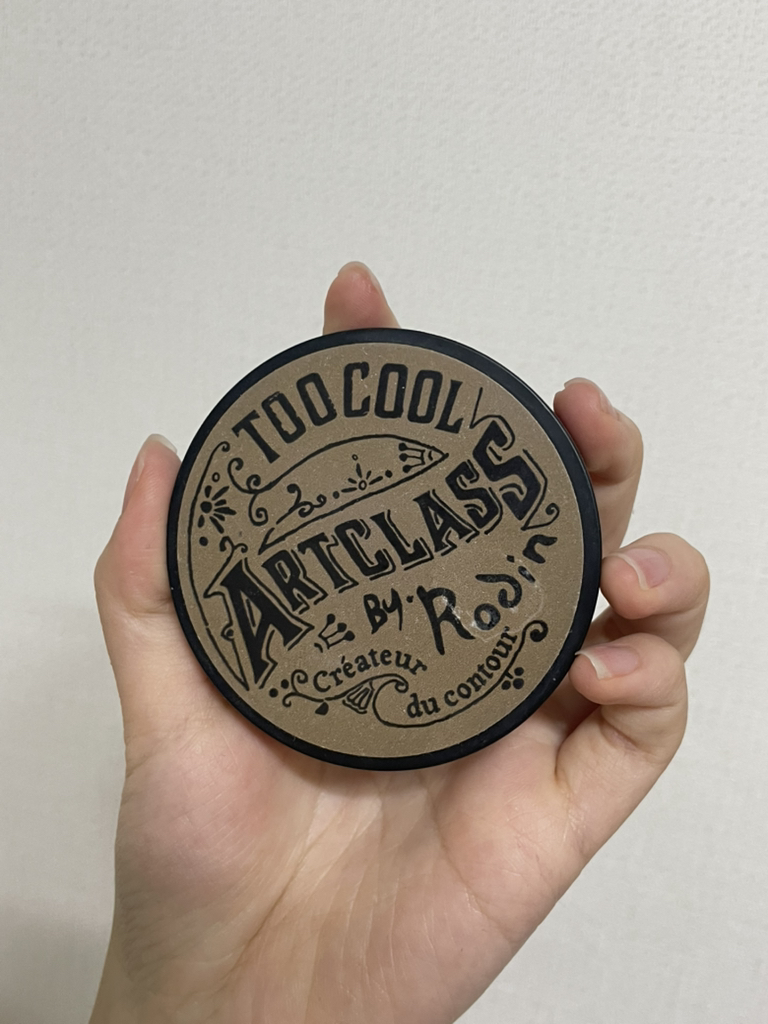 TOO COOL
ARTCLASS
By. Rodin
Créateur
du contour